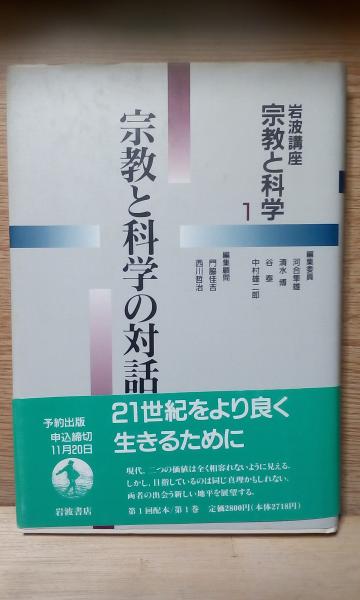 岩波講座
宗教と科学 1
宗教と科学の対話
編集委員
河合隼雄
清水 博
谷 泰
中村雄二郎
編集顧問
門脇佳吉
西川哲治
21世紀をより良く
生きるために
予約出版
申込締切
11月20日
現代，二つの価値は全く相容れないように見える．
しかし，目指しているのは同じ真理かもしれない．
両者の出会う新しい地平を展望する．
岩波書店
第1回配本/第1巻 定価2800円(本体2718円)